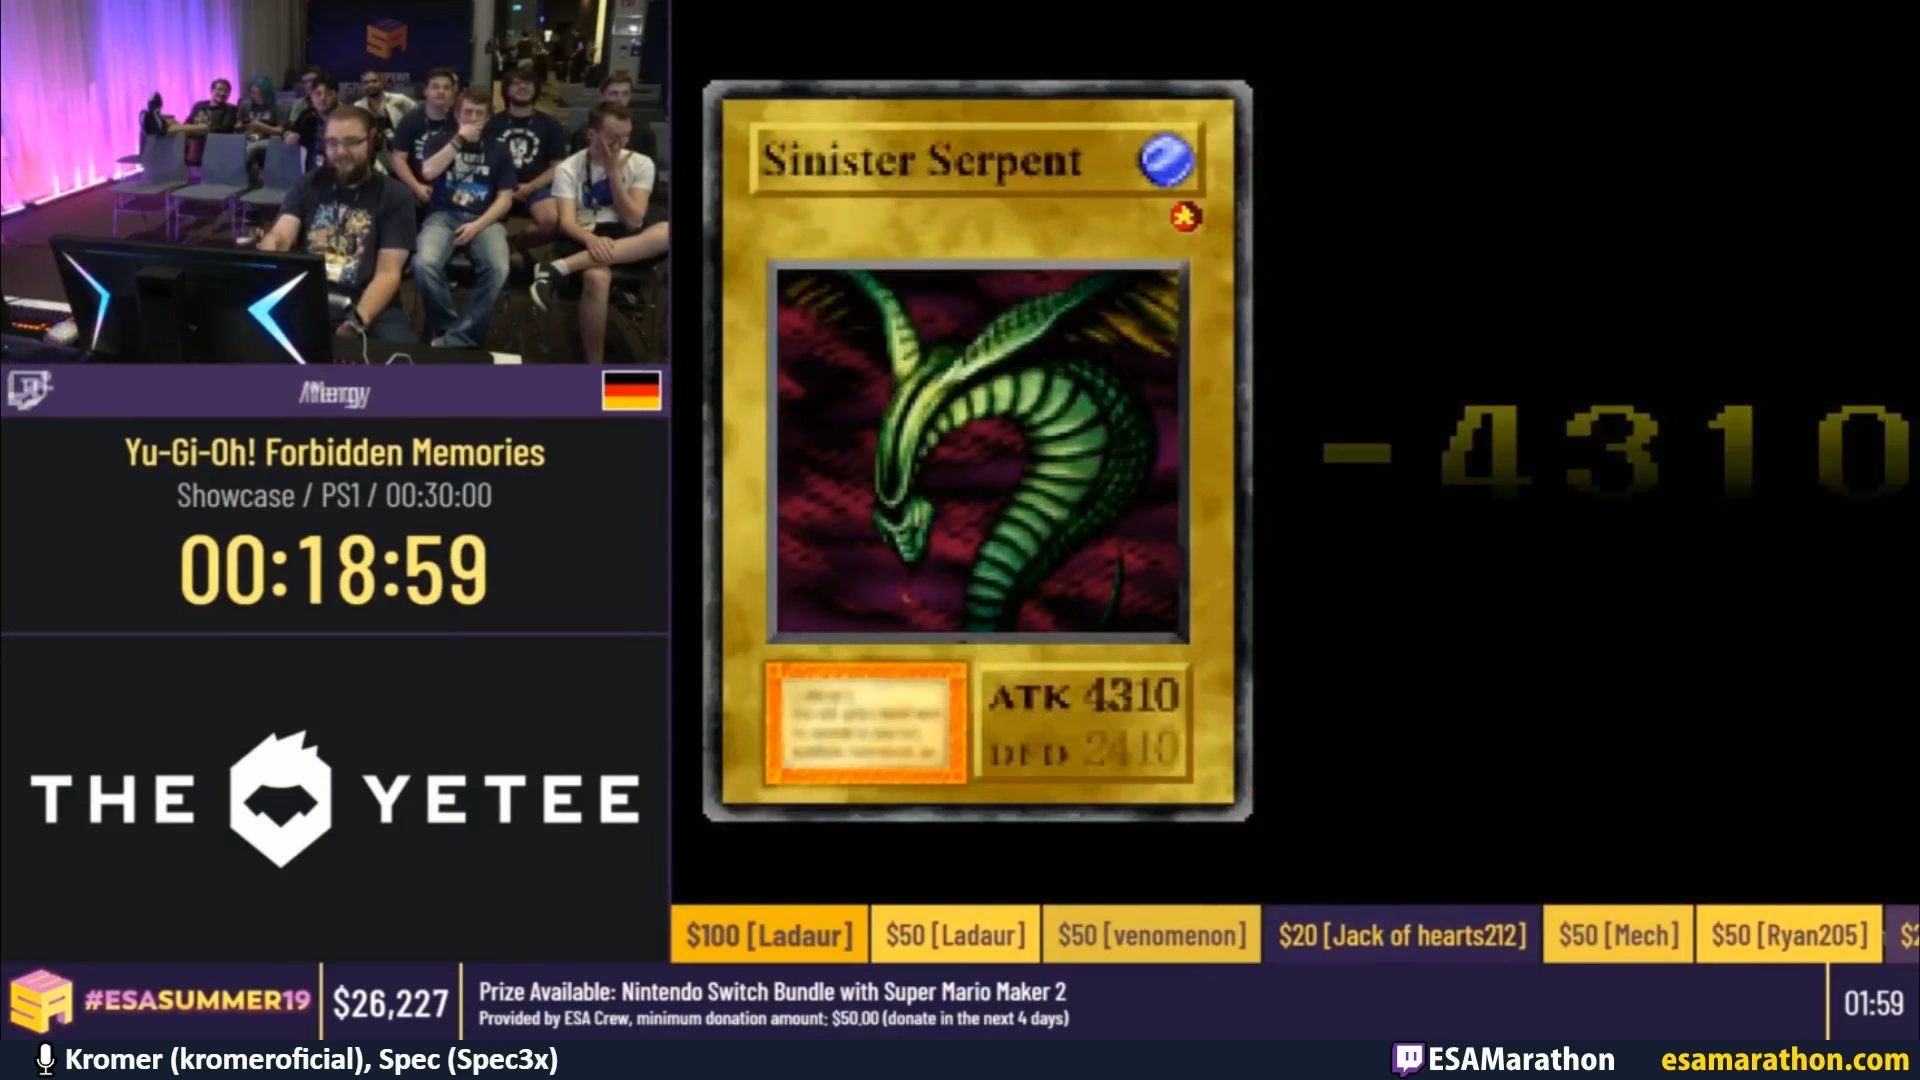 Yu-Gi-Oh! Forbidden Memories
Showcase / PS1 / 00:30:00
00:18:59
THE YETEE
Sinister Serpent
ATK 4310
DFD 2410
-4310
$100 [Ladaur]
$50 [Ladaur]
$50 [venomenon]
$20 [Jack of hearts212]
$50 [Mech]
$50 [Ryan205]
#ESASUMMER19
$26,227
Prize Available: Nintendo Switch Bundle with Super Mario Maker 2
Provided by ESA Crew, minimum donation amount: $50.00 (donate in the next 4 days)
01:59
Kromer (kromeroficial), Spec (Spec3x)
ESAMarathon
esamarathon.com